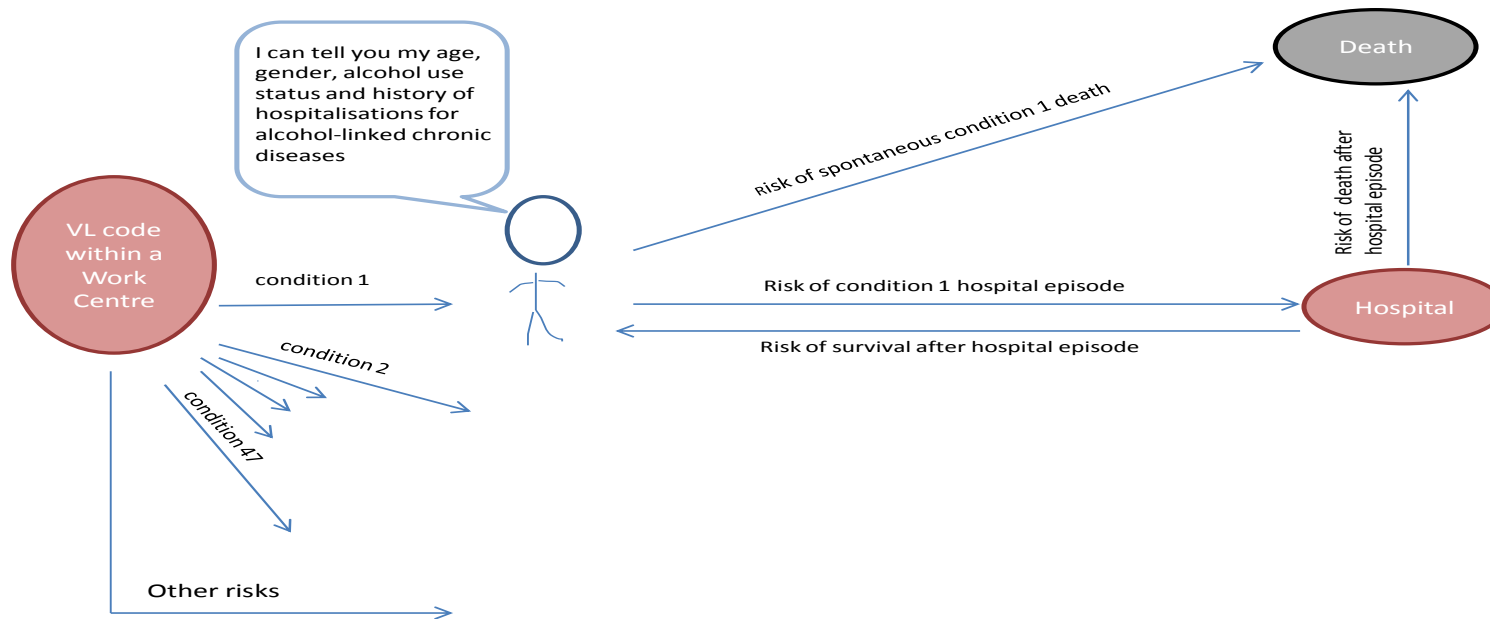 I can tell you my age,
gender, alcohol use
status and history of
hospitalisations for
alcohol-linked chronic
diseases
Death
Risk of spontaneous condition 1 death
Risk of death after
hospital episode
VL code
within a
Work
Centre
condition 1
Risk of condition 1 hospital episode
Hospital
Risk of survival after hospital episode
condition 2
condition 47
Other risks